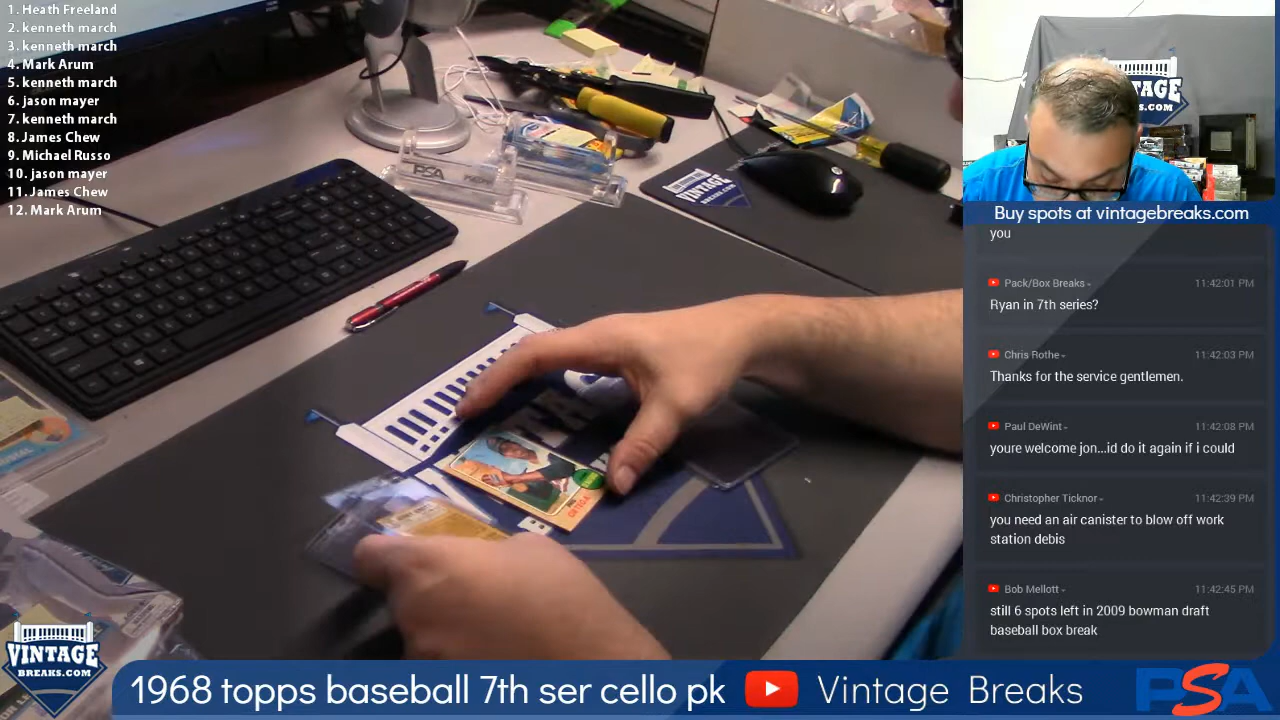 1. Heath Freeland
2. kenneth march
3. kenneth march
4. Mark Arum
5. kenneth march
6. jason mayer
7. kenneth march
8. James Chew
9. Michael Russo
10. jason mayer
11. James Chew
12. Mark Arum
PSA
VINTAGE
BREAKS.COM
Buy spots at vintagebreaks.com
you
Pack/Box Breaks 11:42:01 PM
Ryan in 7th series?
Chris Rothe 11:42:03 PM
Thanks for the service gentlemen.
Paul DeWint 11:42:08 PM
youre welcome jon...id do it again if i could
Christopher Ticknor 11:42:39 PM
you need an air canister to blow off work
station debis
Bob Mellott 11:42:45 PM
still 6 spots left in 2009 bowman draft
baseball box break
VINTAGE
BREAKS.COM
1968 topps baseball 7th ser cello pk
Vintage Breaks
PSA